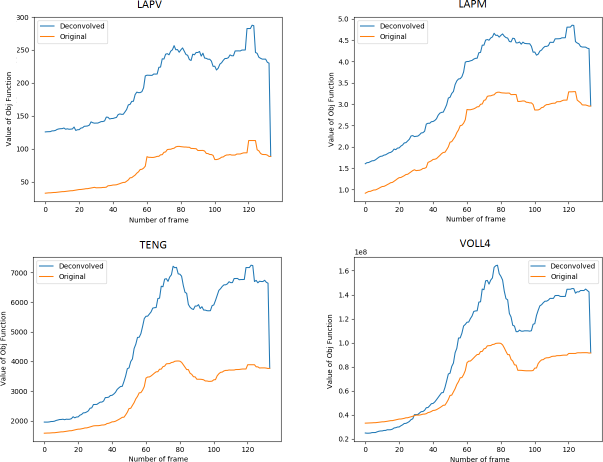 LAPV
300
250
200
150
100
50
Value of Obj Function
Deconvolved
Original
0 20 40 60 80 100 120
Number of frame
LAPM
5.0
4.5
4.0
3.5
3.0
2.5
2.0
1.5
1.0
Value of Obj Function
Deconvolved
Original
0 20 40 60 80 100 120
Number of frame
TENG
7000
6000
5000
4000
3000
2000
Value of Obj Function
Deconvolved
Original
0 20 40 60 80 100 120
Number of frame
VOLL4
1e8
1.6
1.4
1.2
1.0
0.8
0.6
0.4
0.2
Value of Obj Function
Deconvolved
Original
0 20 40 60 80 100 120
Number of frame